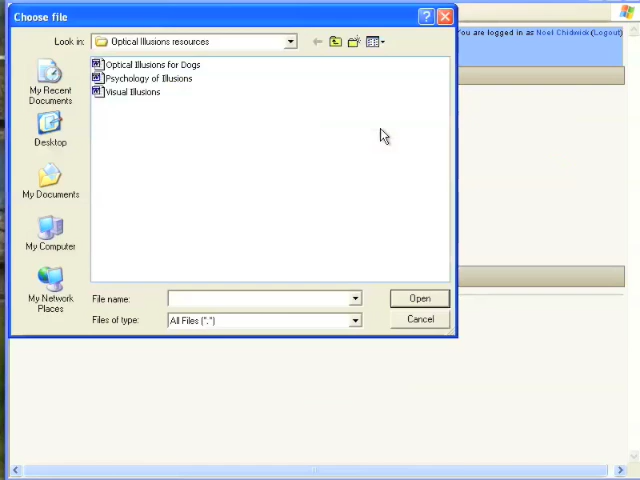 Choose file
Look in: Optical Illusions resources
You are logged in as Noel Chidwick (Logout)
Optical Illusions for Dogs
Psychology of Illusions
Visual Illusions
My Recent
Documents
Desktop
My Documents
My Computer
My Network
Places
File name:
Open
Files of type: All Files (*.*)
Cancel